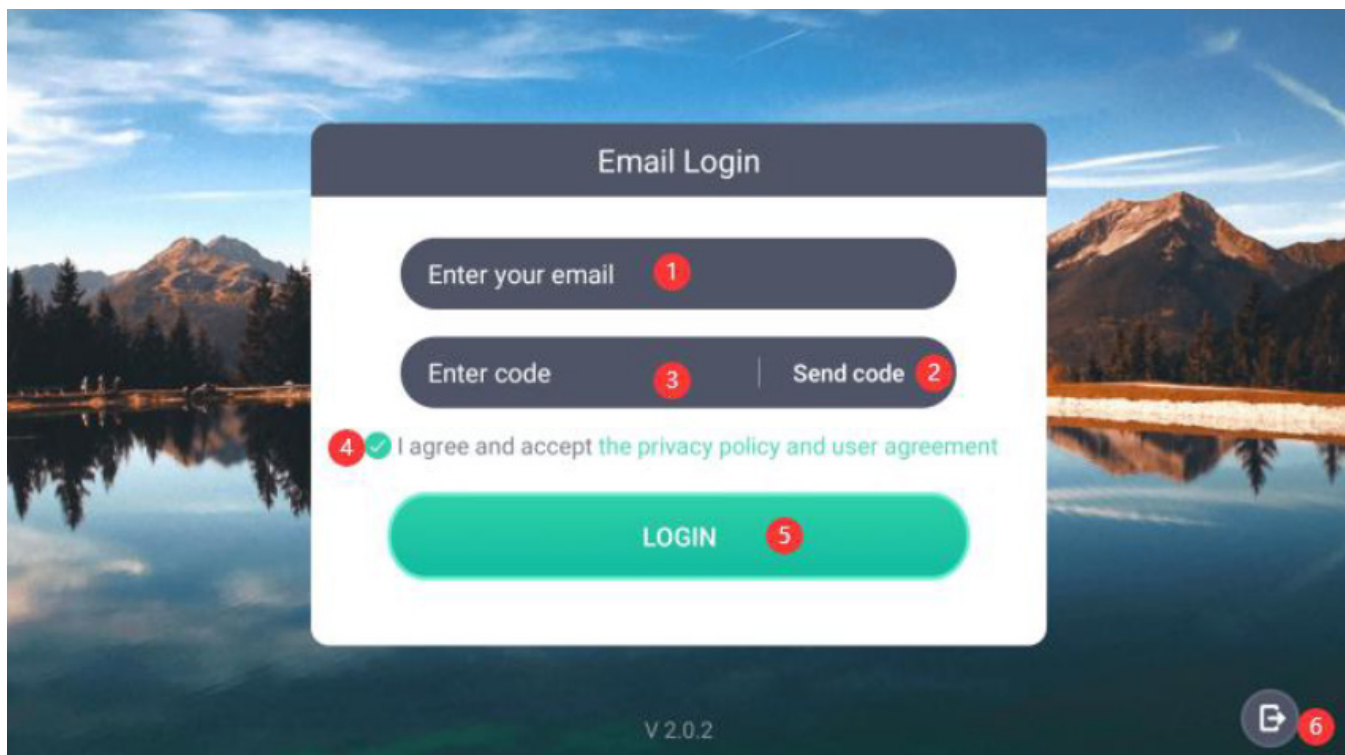 Email Login
Enter your email 1
Enter code 3 Send code 2
4 I agree and accept the privacy policy and user agreement
LOGIN 5
V 2.0.2
6